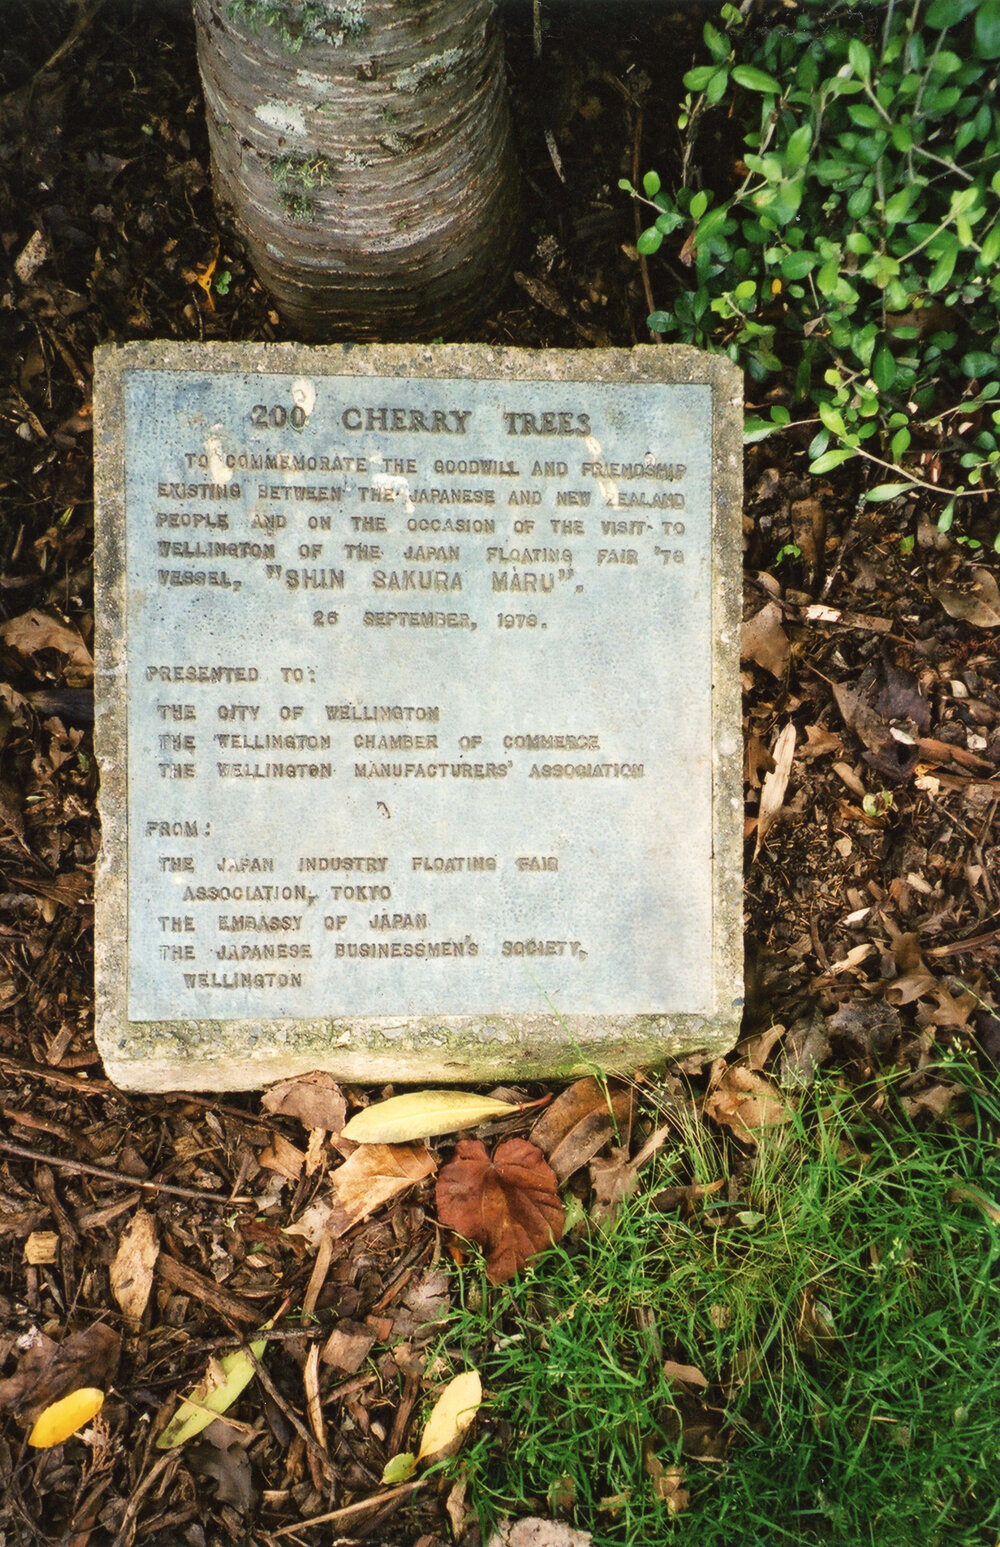 200 CHERRY TREES
TO COMMEMORATE THE GOODWILL AND FRIENDSHIP
EXISTING BETWEEN THE JAPANESE AND NEW ZEALAND
PEOPLE AND ON THE OCCASION OF THE VISIT TO
WELLINGTON OF THE JAPAN FLOATING FAIR '76
VESSEL, "SHIN SAKURA MARU".
26 SEPTEMBER, 1976.
PRESENTED TO:
THE CITY OF WELLINGTON
THE WELLINGTON CHAMBER OF COMMERCE
THE WELLINGTON MANUFACTURERS' ASSOCIATION
FROM:
THE JAPAN INDUSTRY FLOATING FAIR
ASSOCIATION, TOKYO
THE EMBASSY OF JAPAN
THE JAPANESE BUSINESSMEN'S SOCIETY,
WELLINGTON